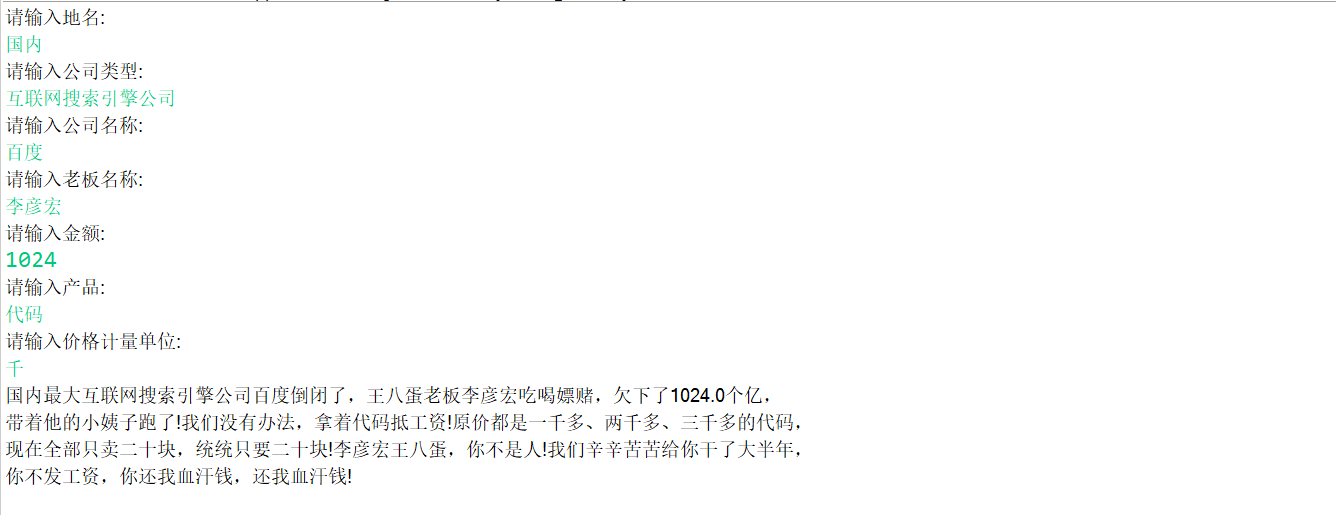 请输入地名:
国内
请输入公司类型:
互联网搜索引擎公司
请输入公司名称:
百度
请输入老板名称:
李彦宏
请输入金额:
1024
请输入产品:
代码
请输入价格计量单位:
千
国内最大互联网搜索引擎公司百度倒闭了，王八蛋老板李彦宏吃喝嫖赌，欠下了1024.0个亿，
带着他的小姨子跑了!我们没有办法，拿着代码抵工资!原价都是一千多、两千多、三千多的代码，
现在全部只卖二十块，统统只要二十块!李彦宏王八蛋，你不是人!我们辛辛苦苦给你干了大半年，
你不发工资，你还我血汗钱，还我血汗钱!